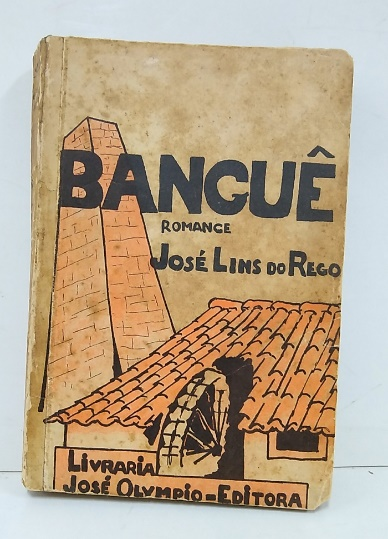 BANGUÊ
ROMANCE
JOSÉ LINS DO REGO
LIVRARIA
JOSÉ OLYMPIO-EDITORA